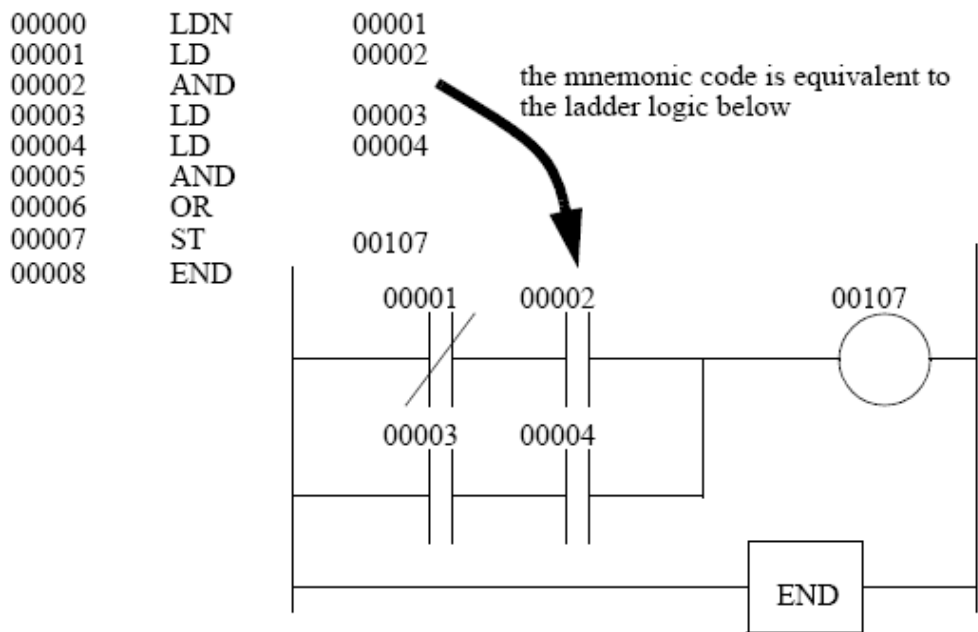 00000 LDN 00001
00001 LD 00002
00002 AND
00003 LD 00003
00004 LD 00004
00005 AND
00006 OR
00007 ST 00107
00008 END
the mnemonic code is equivalent to
the ladder logic below
00001 00002 00107
00003 00004
END